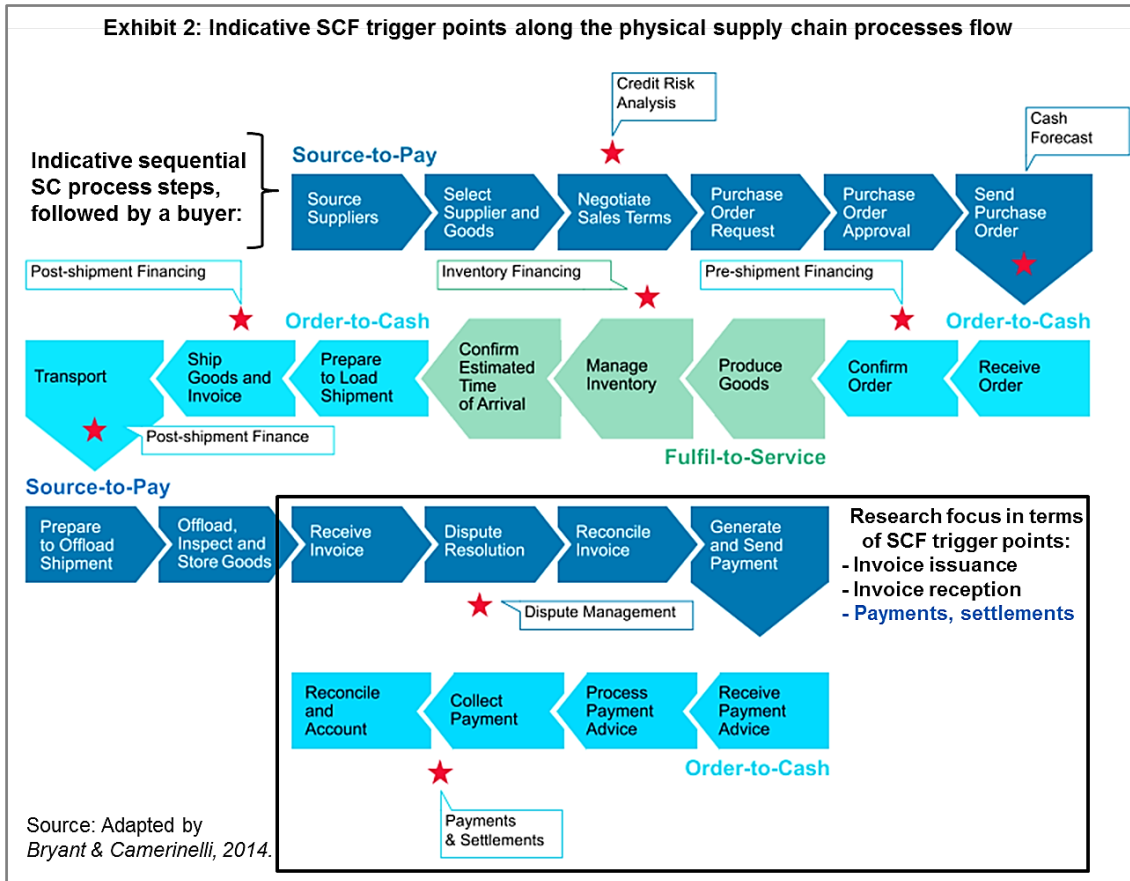 Exhibit 2: Indicative SCF trigger points along the physical supply chain processes flow
Credit Risk
Analysis
Cash
Forecast
Indicative sequential
SC process steps,
followed by a buyer:
Source-to-Pay
Source
Suppliers
Select
Supplier and
Goods
Negotiate
Sales Terms
Purchase
Order
Request
Purchase
Order
Approval
Send
Purchase
Order
Post-shipment Financing
Inventory Financing
Pre-shipment Financing
Order-to-Cash
Order-to-Cash
Transport
Ship
Goods and
Invoice
Prepare
to Load
Shipment
Confirm
Estimated
Time
of Arrival
Manage
Inventory
Produce
Goods
Confirm
Order
Receive
Order
Post-shipment Finance
Fulfil-to-Service
Source-to-Pay
Prepare
to Offload
Shipment
Offload,
Inspect and
Store Goods
Receive
Invoice
Dispute
Resolution
Reconcile
Invoice
Generate
and Send
Payment
Research focus in terms
of SCF trigger points:
- Invoice issuance
- Invoice reception
- Payments, settlements
Dispute Management
Reconcile
and
Account
Collect
Payment
Process
Payment
Advice
Receive
Payment
Advice
Order-to-Cash
Payments
& Settlements
Source: Adapted by
Bryant & Camerinelli, 2014.